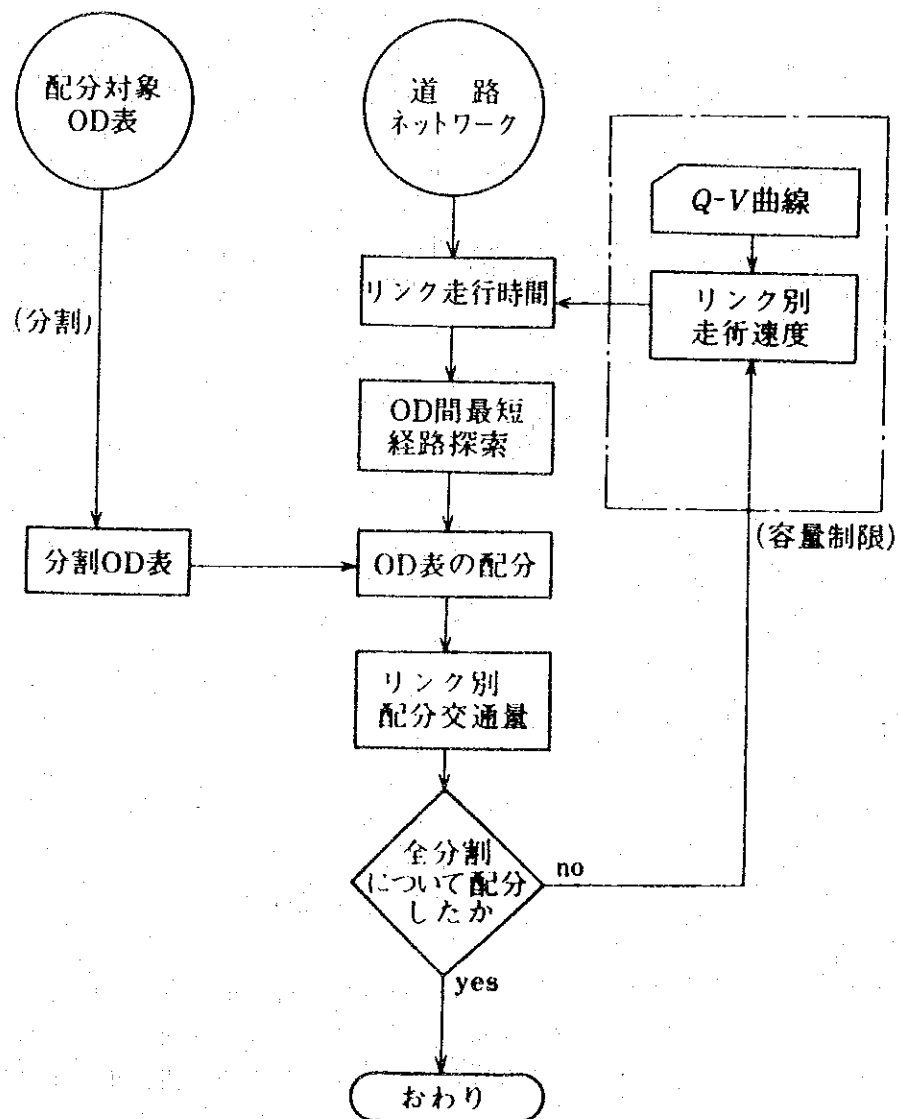 配分対象
OD表
道 路
ネットワーク
Q-V曲線
リンク走行時間
リンク別
走術速度
(分割)
OD間最短
経路探索
(容量制限)
分割OD表
OD表の配分
リンク別
配分交通量
全分割
について配分
したか
no
yes
おわり